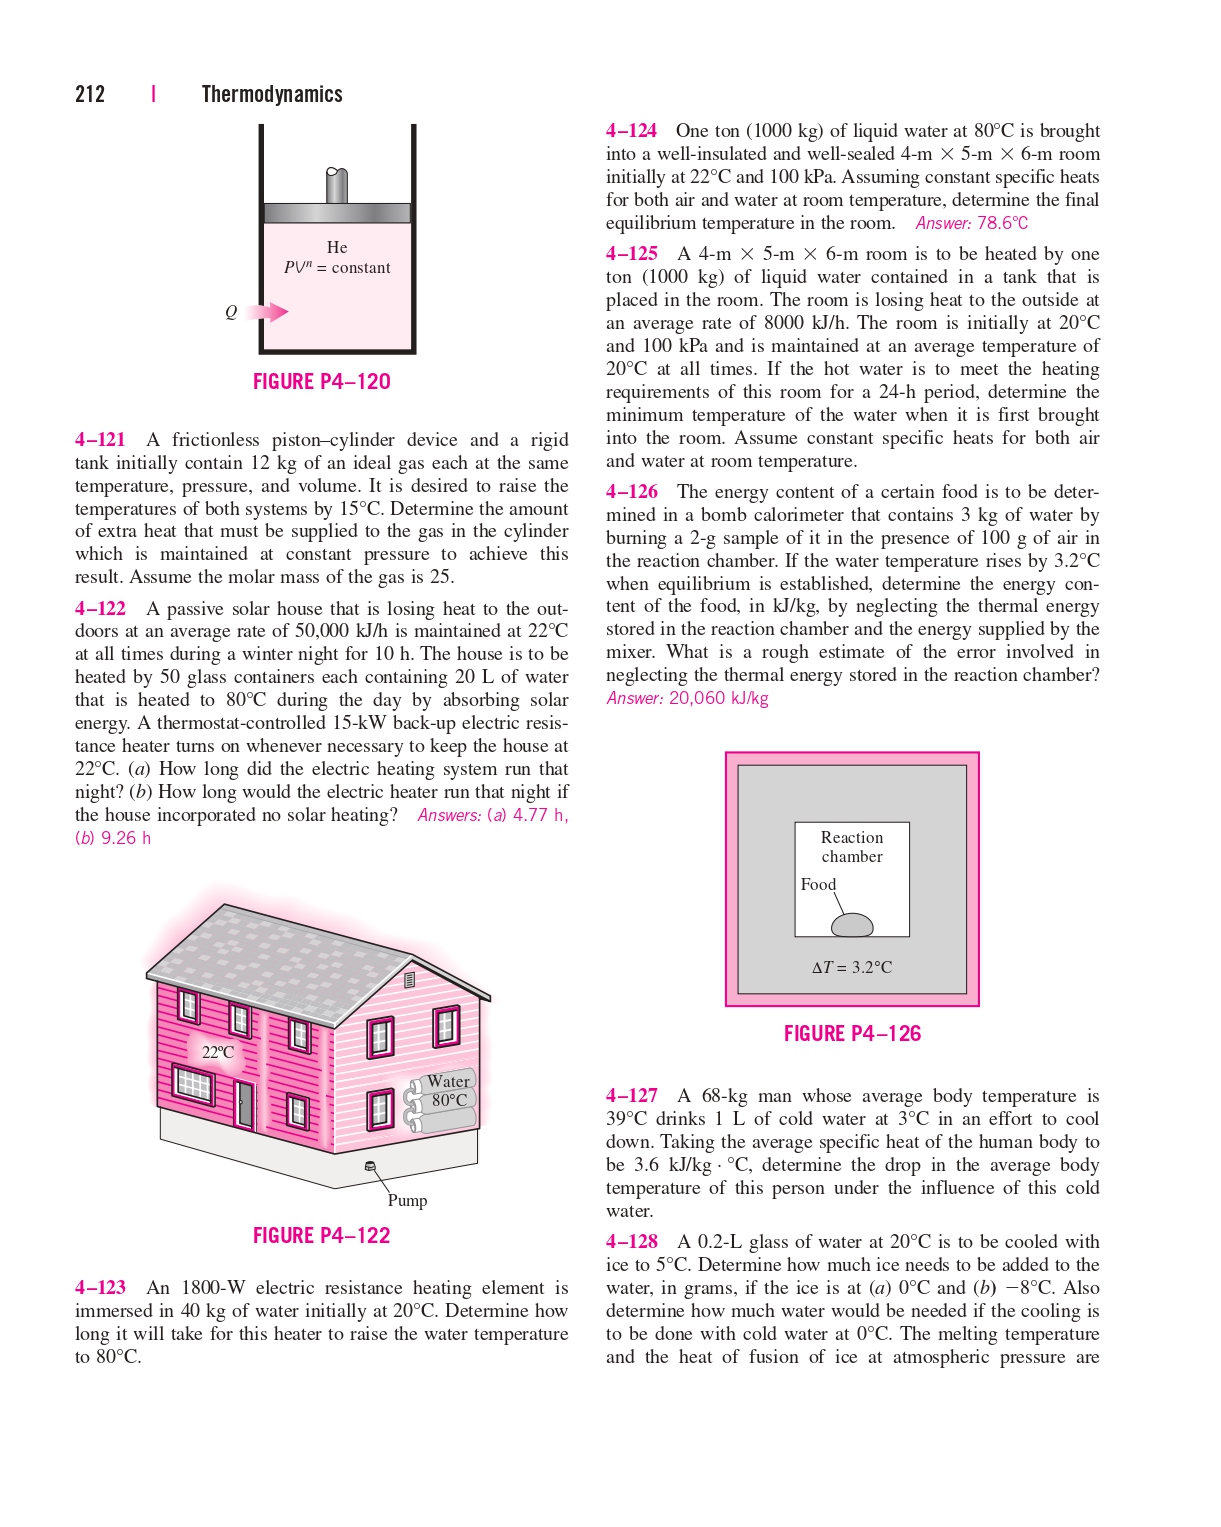 212 | Thermodynamics
He
PVⁿ = constant
Q
FIGURE P4–120
4–121 A frictionless piston–cylinder device and a rigid
tank initially contain 12 kg of an ideal gas each at the same
temperature, pressure, and volume. It is desired to raise the
temperatures of both systems by 15°C. Determine the amount
of extra heat that must be supplied to the gas in the cylinder
which is maintained at constant pressure to achieve this
result. Assume the molar mass of the gas is 25.
4–122 A passive solar house that is losing heat to the out-
doors at an average rate of 50,000 kJ/h is maintained at 22°C
at all times during a winter night for 10 h. The house is to be
heated by 50 glass containers each containing 20 L of water
that is heated to 80°C during the day by absorbing solar
energy. A thermostat-controlled 15-kW back-up electric resis-
tance heater turns on whenever necessary to keep the house at
22°C. (a) How long did the electric heating system run that
night? (b) How long would the electric heater run that night if
the house incorporated no solar heating? Answers: (a) 4.77 h,
(b) 9.26 h
22°C
Water
80°C
Pump
FIGURE P4–122
4–123 An 1800-W electric resistance heating element is
immersed in 40 kg of water initially at 20°C. Determine how
long it will take for this heater to raise the water temperature
to 80°C.
4–124 One ton (1000 kg) of liquid water at 80°C is brought
into a well-insulated and well-sealed 4-m × 5-m × 6-m room
initially at 22°C and 100 kPa. Assuming constant specific heats
for both air and water at room temperature, determine the final
equilibrium temperature in the room. Answer: 78.6°C
4–125 A 4-m × 5-m × 6-m room is to be heated by one
ton (1000 kg) of liquid water contained in a tank that is
placed in the room. The room is losing heat to the outside at
an average rate of 8000 kJ/h. The room is initially at 20°C
and 100 kPa and is maintained at an average temperature of
20°C at all times. If the hot water is to meet the heating
requirements of this room for a 24-h period, determine the
minimum temperature of the water when it is first brought
into the room. Assume constant specific heats for both air
and water at room temperature.
4–126 The energy content of a certain food is to be deter-
mined in a bomb calorimeter that contains 3 kg of water by
burning a 2-g sample of it in the presence of 100 g of air in
the reaction chamber. If the water temperature rises by 3.2°C
when equilibrium is established, determine the energy con-
tent of the food, in kJ/kg, by neglecting the thermal energy
stored in the reaction chamber and the energy supplied by the
mixer. What is a rough estimate of the error involved in
neglecting the thermal energy stored in the reaction chamber?
Answer: 20,060 kJ/kg
Reaction
chamber
Food
ΔT = 3.2°C
FIGURE P4–126
4–127 A 68-kg man whose average body temperature is
39°C drinks 1 L of cold water at 3°C in an effort to cool
down. Taking the average specific heat of the human body to
be 3.6 kJ/kg · °C, determine the drop in the average body
temperature of this person under the influence of this cold
water.
4–128 A 0.2-L glass of water at 20°C is to be cooled with
ice to 5°C. Determine how much ice needs to be added to the
water, in grams, if the ice is at (a) 0°C and (b) −8°C. Also
determine how much water would be needed if the cooling is
to be done with cold water at 0°C. The melting temperature
and the heat of fusion of ice at atmospheric pressure are